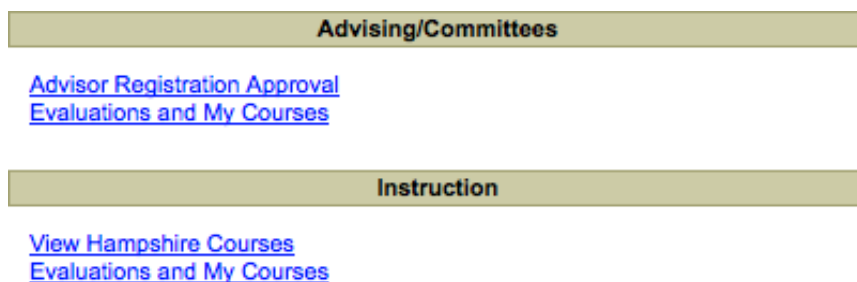 Advising/Committees
Advisor Registration Approval
Evaluations and My Courses
Instruction
View Hampshire Courses
Evaluations and My Courses